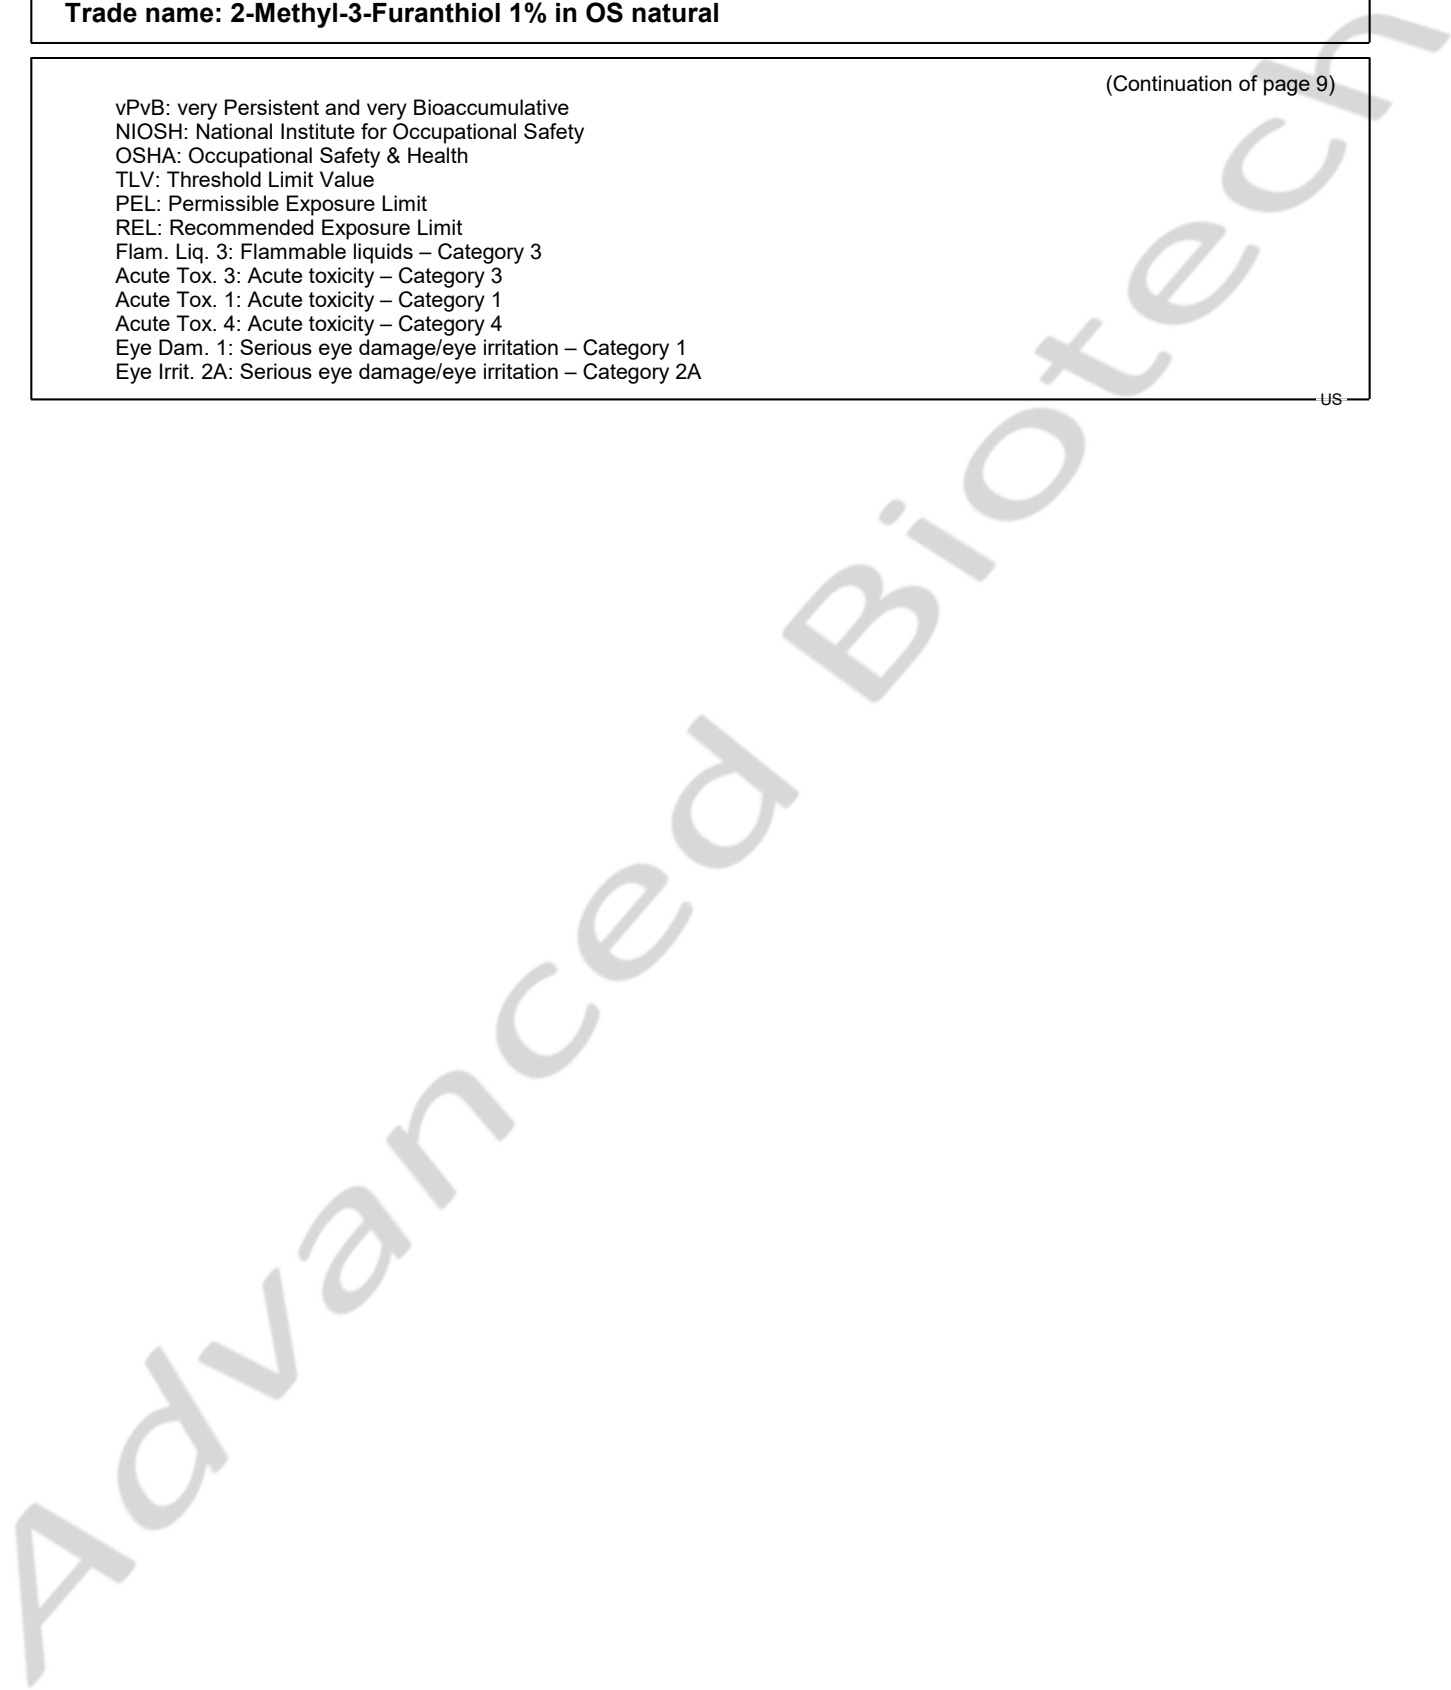 Trade name: 2-Methyl-3-Furanthiol 1% in OS natural
(Continuation of page 9)
vPvB: very Persistent and very Bioaccumulative
NIOSH: National Institute for Occupational Safety
OSHA: Occupational Safety & Health
TLV: Threshold Limit Value
PEL: Permissible Exposure Limit
REL: Recommended Exposure Limit
Flam. Liq. 3: Flammable liquids – Category 3
Acute Tox. 3: Acute toxicity – Category 3
Acute Tox. 1: Acute toxicity – Category 1
Acute Tox. 4: Acute toxicity – Category 4
Eye Dam. 1: Serious eye damage/eye irritation – Category 1
Eye Irrit. 2A: Serious eye damage/eye irritation – Category 2A
US
Advanced Biotech